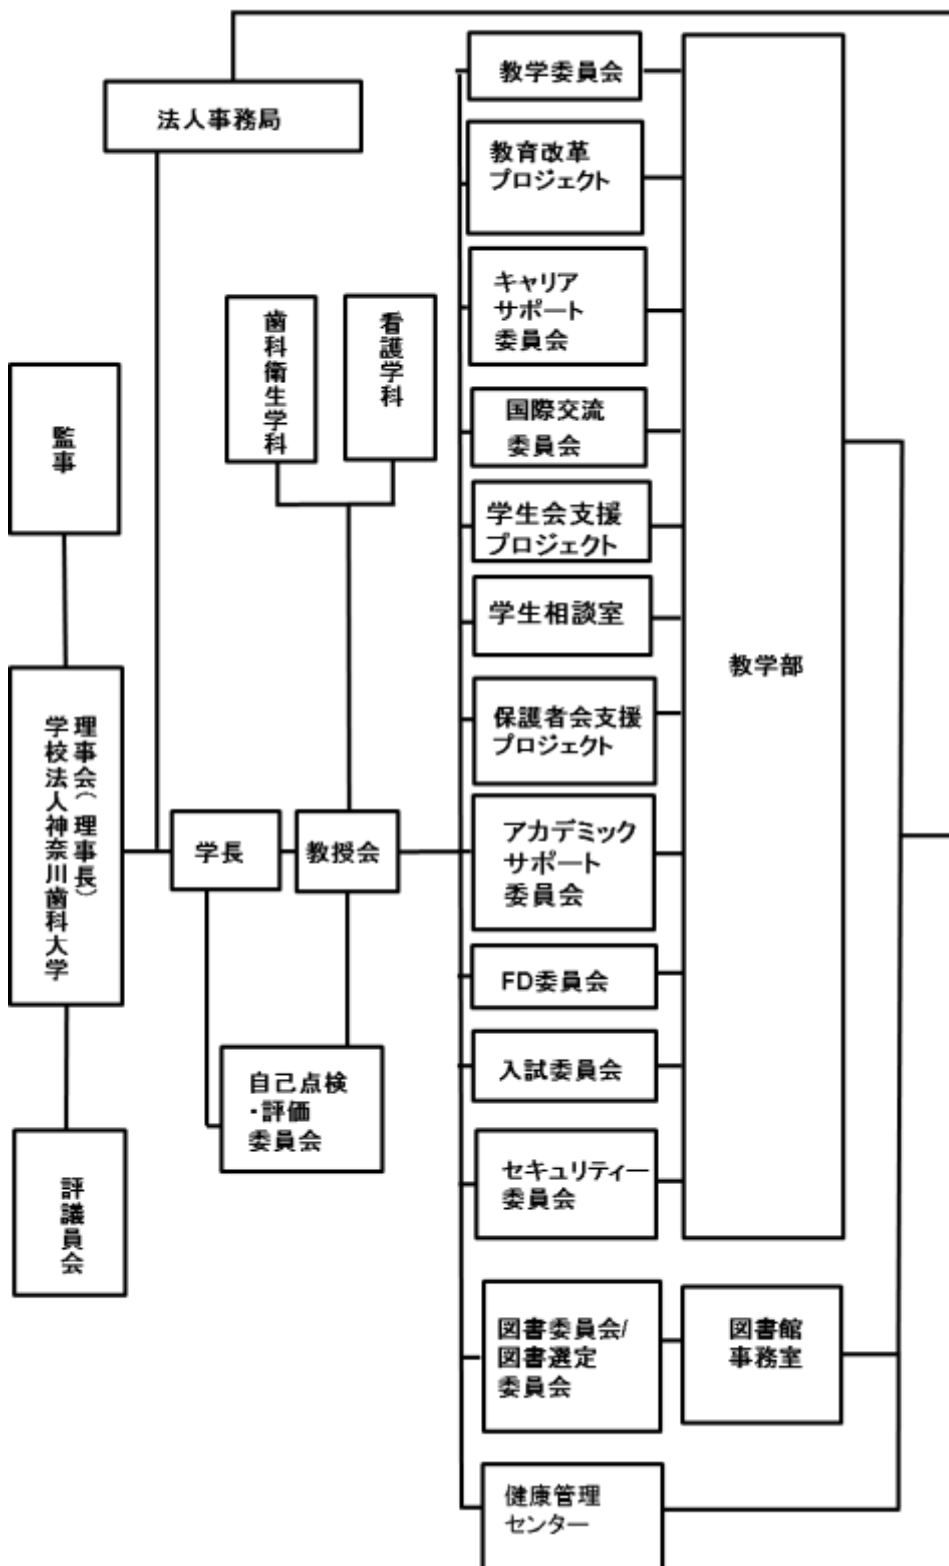 法人事務局
教学委員会
教育改革
プロジェクト
キャリア
サポート
委員会
歯科衛生学科
看護学科
国際交流
委員会
監事
学生会支援
プロジェクト
学生相談室
教学部
理事会(理事長)
学校法人神奈川歯科大学
保護者会支援
プロジェクト
学長
教授会
アカデミック
サポート
委員会
FD委員会
自己点検
・評価
委員会
入試委員会
セキュリティー
委員会
評議員会
図書委員会/
図書選定
委員会
図書館
事務室
健康管理
センター